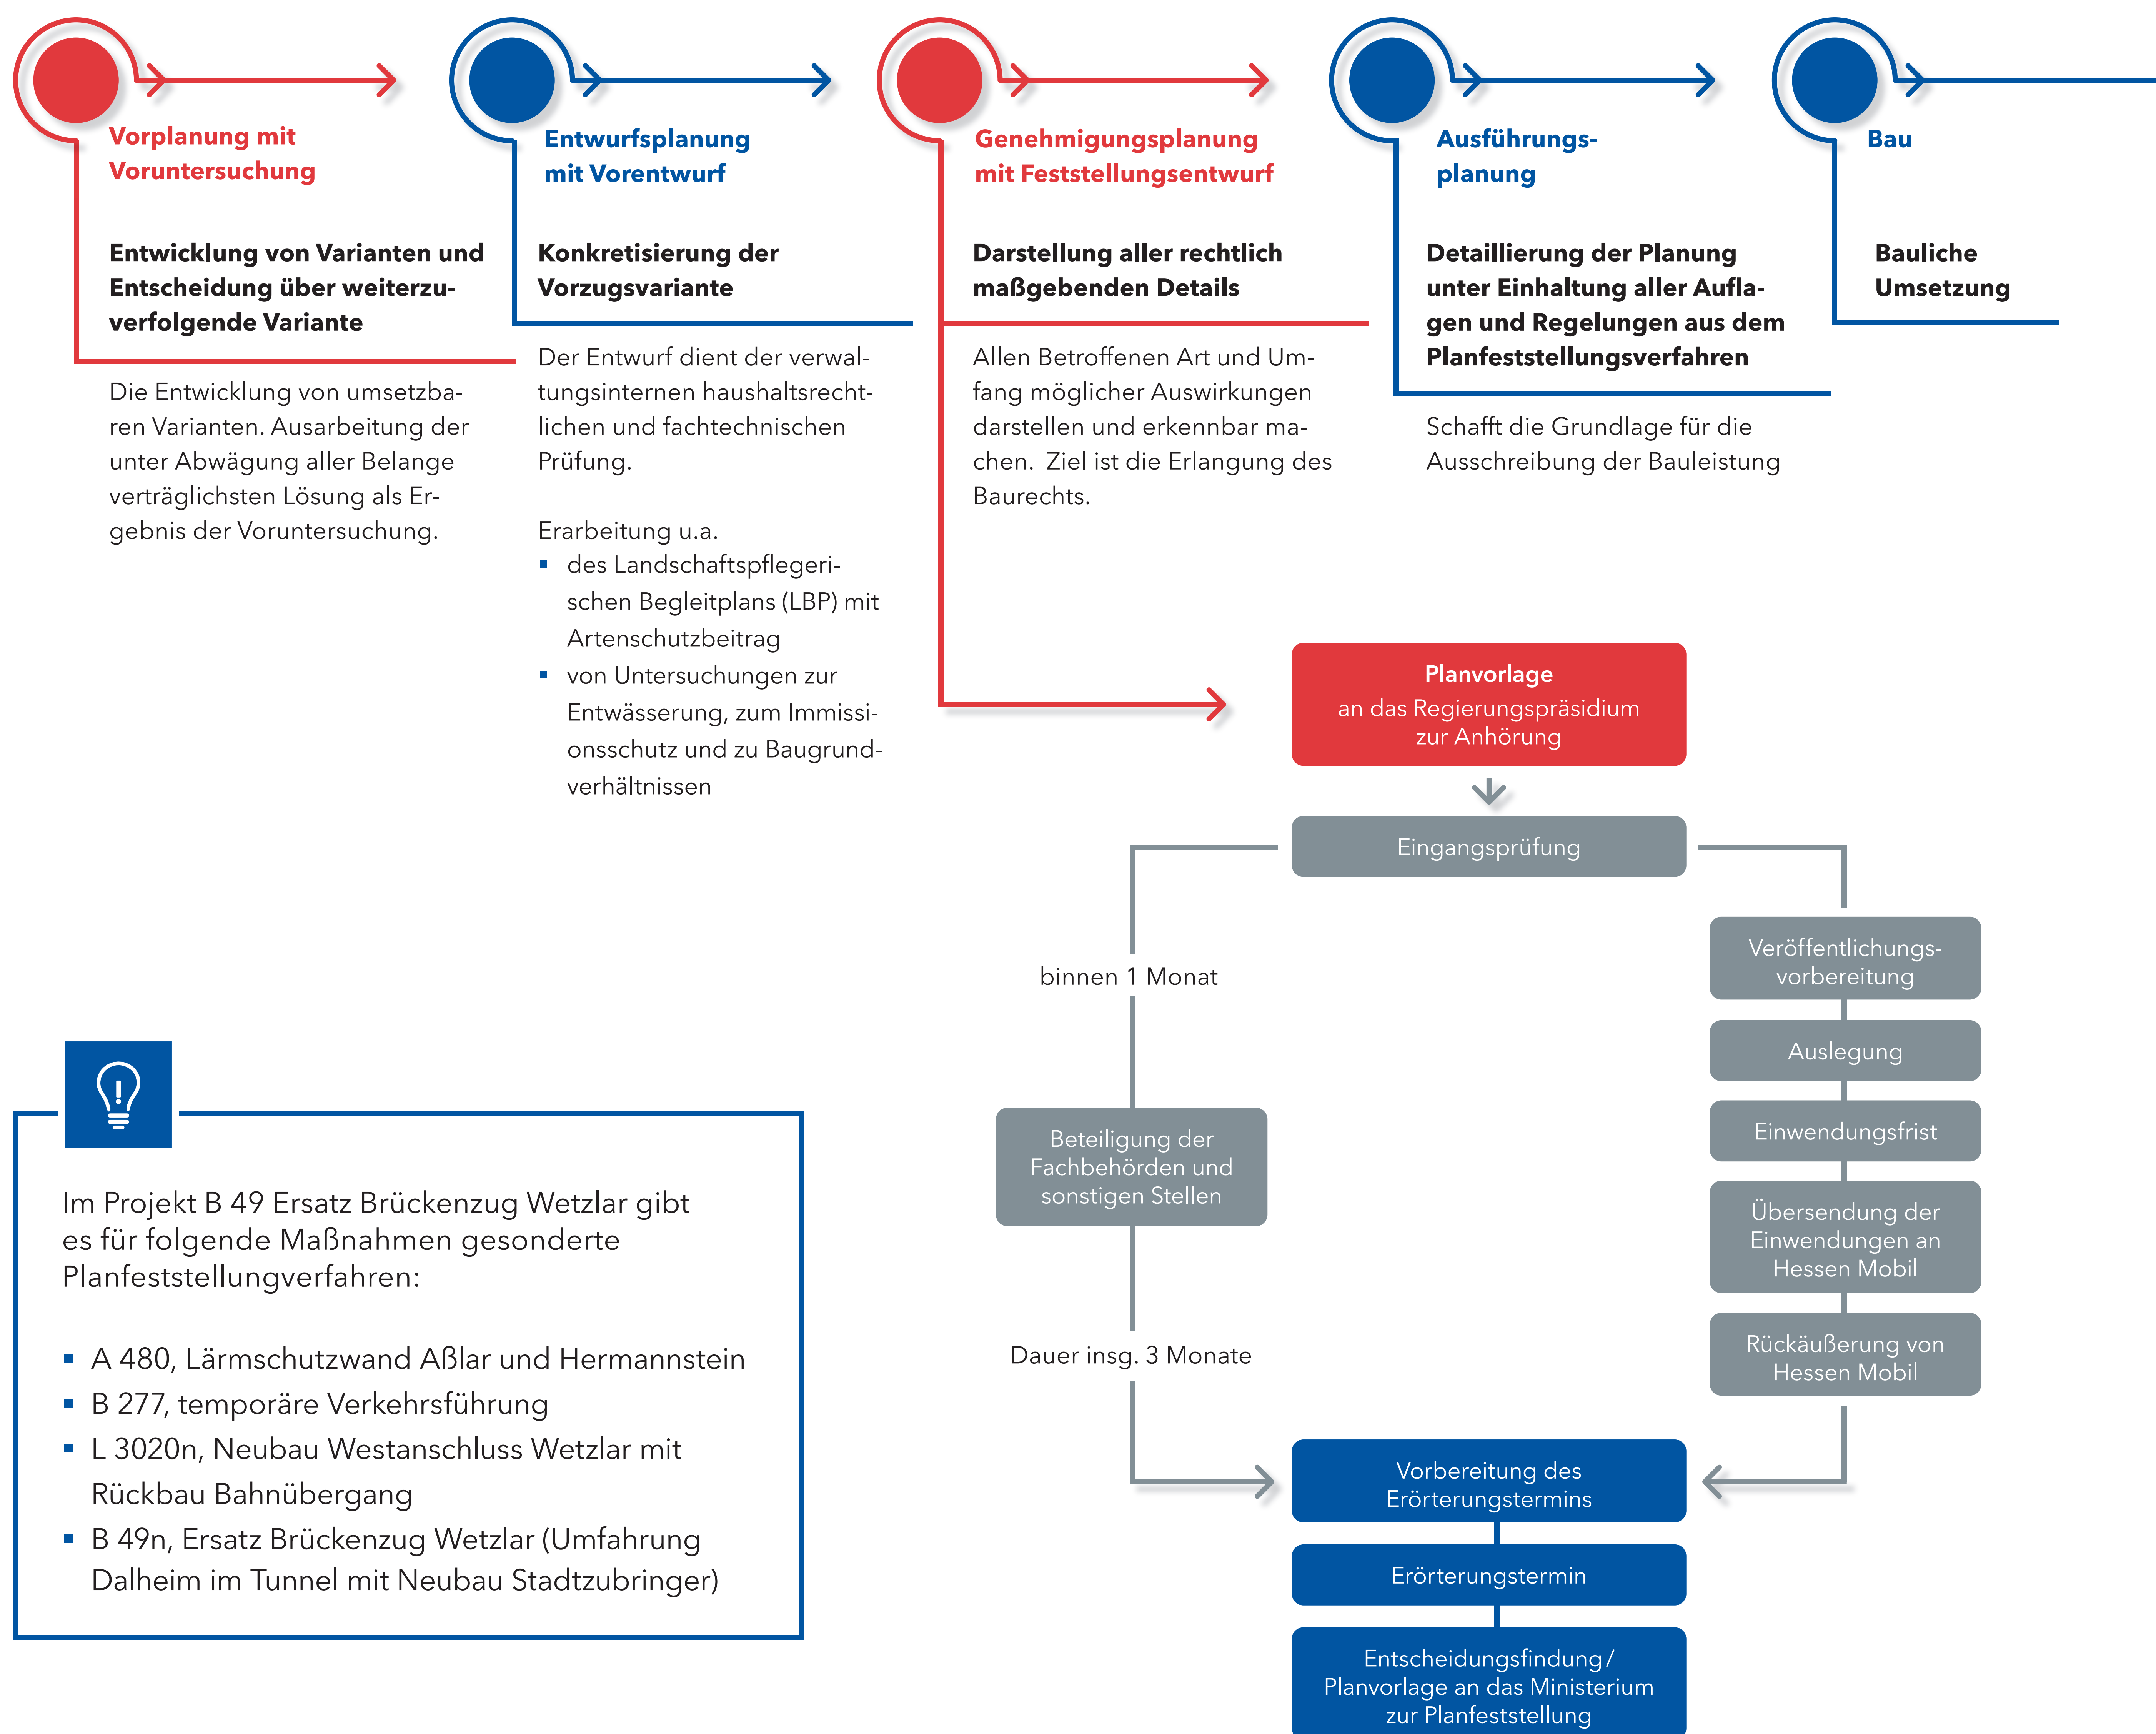 Vorplanung mit
Voruntersuchung
Entwicklung von Varianten und
Entscheidung über weiterzu-
verfolgende Variante
Die Entwicklung von umsetzba-
ren Varianten. Ausarbeitung der
unter Abwägung aller Belange
verträglichsten Lösung als Er-
gebnis der Voruntersuchung.
Entwurfsplanung
mit Vorentwurf
Konkretisierung der
Vorzugsvariante
Der Entwurf dient der verwal-
tungsinternen haushaltsrecht-
lichen und fachtechnischen
Prüfung.
Erarbeitung u.a.
▪ des Landschaftspflegeri-
schen Begleitplans (LBP) mit
Artenschutzbeitrag
▪ von Untersuchungen zur
Entwässerung, zum Immissi-
onsschutz und zu Baugrund-
verhältnissen
Genehmigungsplanung
mit Feststellungsentwurf
Darstellung aller rechtlich
maßgebenden Details
Allen Betroffenen Art und Um-
fang möglicher Auswirkungen
darstellen und erkennbar ma-
chen.  Ziel ist die Erlangung des
Baurechts.
Ausführungs-
planung
Detaillierung der Planung
unter Einhaltung aller Aufla-
gen und Regelungen aus dem
Planfeststellungsverfahren
Schafft die Grundlage für die
Ausschreibung der Bauleistung
Bau
Bauliche
Umsetzung
Planvorlage
an das Regierungspräsidium
zur Anhörung
Eingangsprüfung
binnen 1 Monat
Beteiligung der
Fachbehörden und
sonstigen Stellen
Dauer insg. 3 Monate
Veröffentlichungs-
vorbereitung
Auslegung
Einwendungsfrist
Übersendung der
Einwendungen an
Hessen Mobil
Rückäußerung von
Hessen Mobil
Vorbereitung des
Erörterungstermins
Erörterungstermin
Entscheidungsfindung/
Planvorlage an das Ministerium
zur Planfeststellung
Im Projekt B 49 Ersatz Brückenzug Wetzlar gibt
es für folgende Maßnahmen gesonderte
Planfeststellungverfahren:
▪ A 480, Lärmschutzwand Aßlar und Hermannstein
▪ B 277, temporäre Verkehrsführung
▪ L 3020n, Neubau Westanschluss Wetzlar mit
Rückbau Bahnübergang
▪ B 49n, Ersatz Brückenzug Wetzlar (Umfahrung
Dalheim im Tunnel mit Neubau Stadtzubringer)